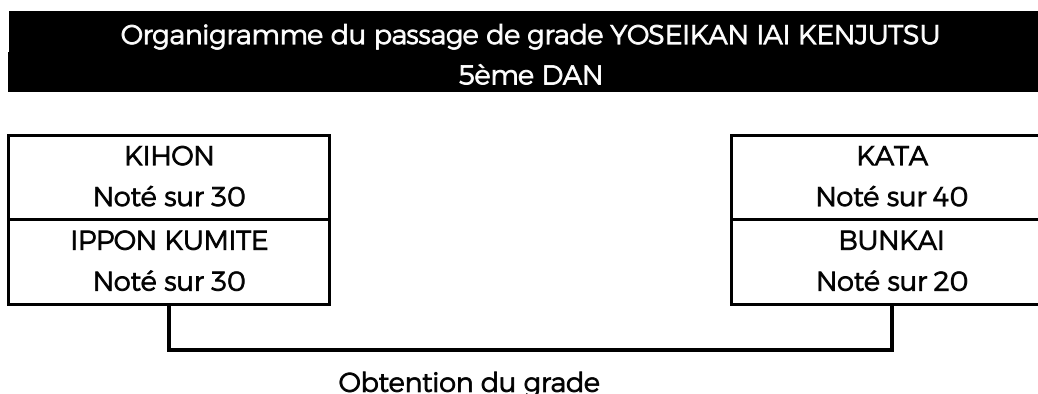 Organigramme du passage de grade YOSEIKAN IAI KENJUTSU
5ème DAN
KIHON
Noté sur 30
IPPON KUMITE
Noté sur 30
KATA
Noté sur 40
BUNKAI
Noté sur 20
Obtention du grade